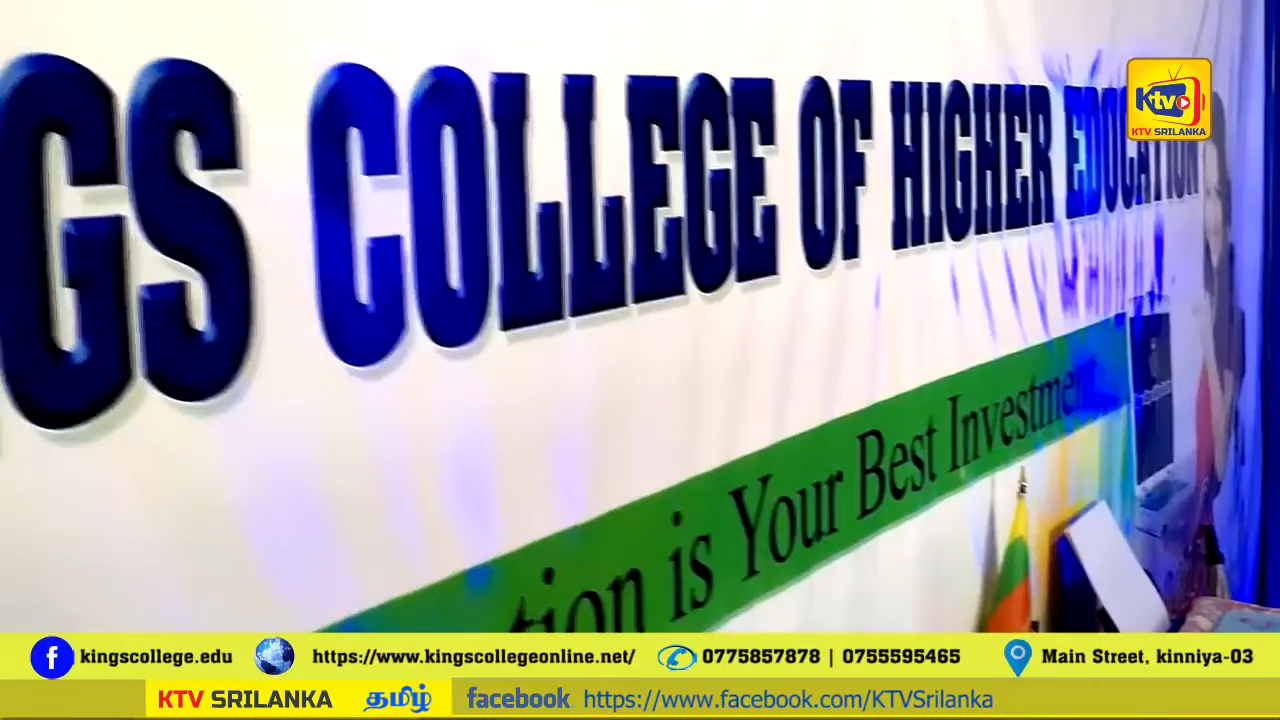 GS COLLEGE OF HIGHER EDUCATION
tion is Your Best Investment
Ktv
KTV SRILANKA
kingscollege.edu https://www.kingscollegeonline.net/ 0775857878 | 0755595465 Main Street, kinniya-03
KTV SRILANKA தமிழ் facebook https://www.facebook.com/KTVSrilanka